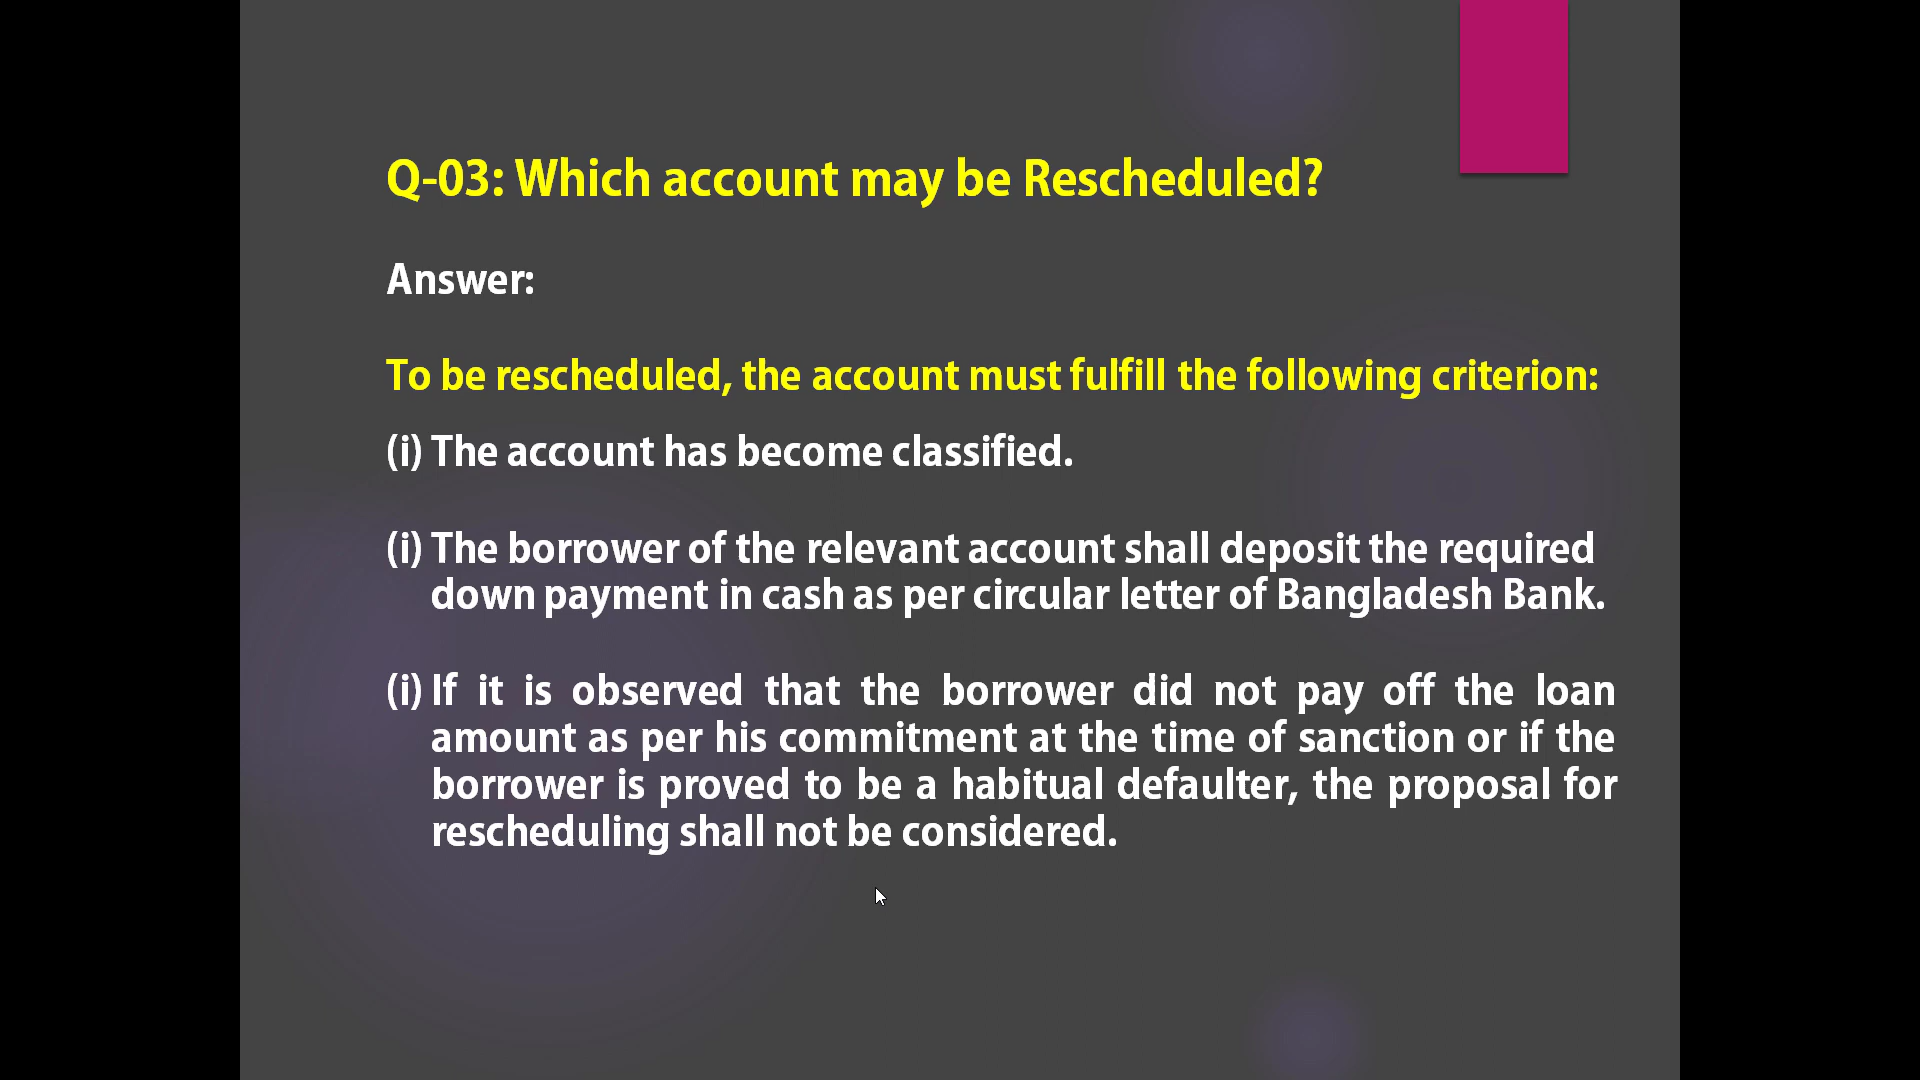 Q-03: Which account may be Rescheduled?
Answer:
To be rescheduled, the account must fulfill the following criterion:
(i) The account has become classified.
(i) The borrower of the relevant account shall deposit the required
down payment in cash as per circular letter of Bangladesh Bank.
(i) If it is observed that the borrower did not pay off the loan
amount as per his commitment at the time of sanction or if the
borrower is proved to be a habitual defaulter, the proposal for
rescheduling shall not be considered.